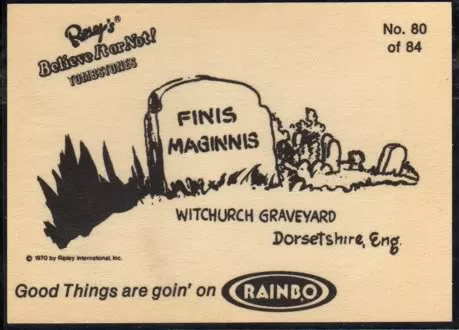 Ripley's®
Believe It or Not!
TOMBSTONES
No. 80
of 84
FINIS
MAGINNIS
WITCHURCH GRAVEYARD
Dorsetshire, Eng.
© 1970 by Ripley International, Inc.
Good Things are goin' on RAINBO